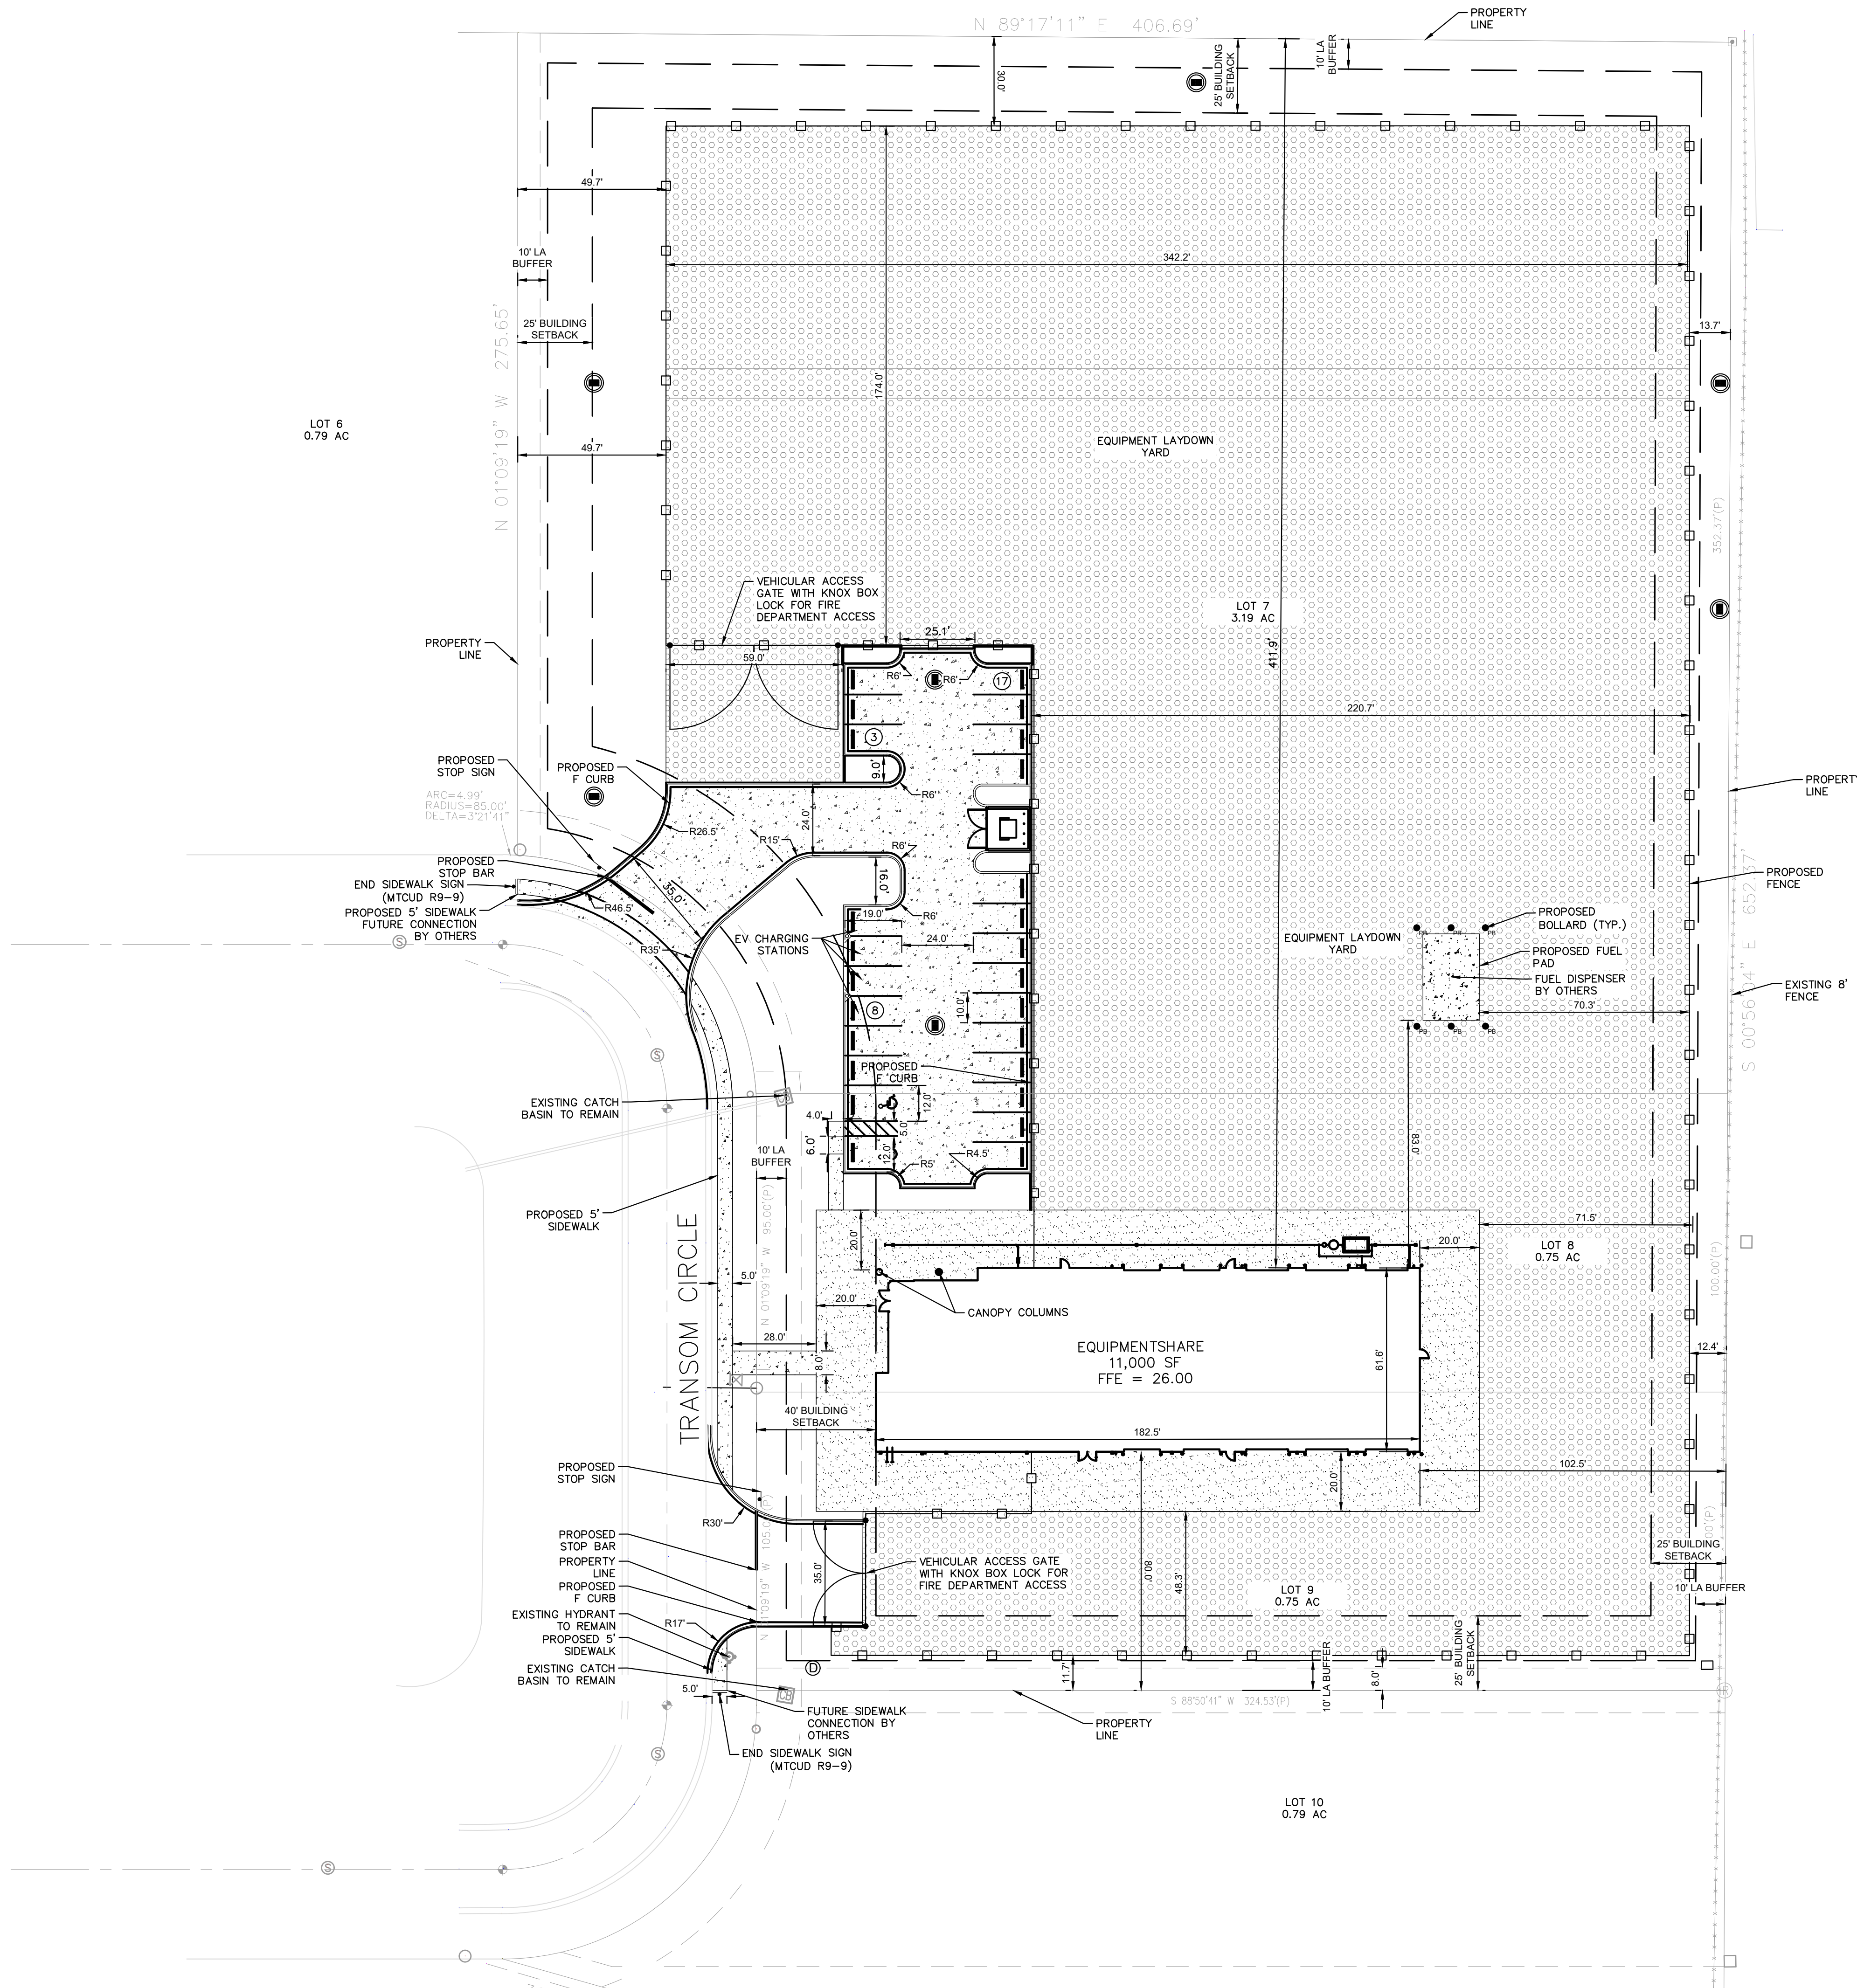 N 89°17'11" E 406.69'
PROPERTY
LINE
30.0'
25' BUILDING
SETBACK
10' LA
BUFFER
49.7'
10' LA
BUFFER
342.2'
25' BUILDING
SETBACK
13.7'
N 01°09'19" W 275.65'
174.0'
LOT 6
0.79 AC
49.7'
EQUIPMENT LAYDOWN
YARD
352.37'(P)
VEHICULAR ACCESS
GATE WITH KNOX BOX
LOCK FOR FIRE
DEPARTMENT ACCESS
LOT 7
3.19 AC
PROPERTY
LINE
25.1'
59.0'
411.9'
R6'
R6'
17
220.7'
3
PROPOSED
STOP SIGN
PROPOSED
F CURB
9.0'
R6'
PROPERTY
LINE
ARC=4.99'
RADIUS=85.00'
DELTA=3°21'41"
24.0'
R26.5'
R15'
R6'
PROPOSED
STOP BAR
END SIDEWALK SIGN
(MTCUD R9-9)
PROPOSED 5' SIDEWALK
FUTURE CONNECTION
BY OTHERS
35.0'
16.0'
R46.5'
R6'
19.0'
PROPOSED
FENCE
PROPOSED
BOLLARD (TYP.)
S
R35'
EV CHARGING
STATIONS
24.0'
EQUIPMENT LAYDOWN
YARD
PB
PB
PB
PROPOSED FUEL
PAD
FUEL DISPENSER
BY OTHERS
70.3'
EXISTING 8'
FENCE
8
10.0'
PB
PB
PB
S 00°56'04" E 652.37'
S
PROPOSED
F CURB
EXISTING CATCH
BASIN TO REMAIN
CB
4.0'
12.0'
5.0'
6.0'
12.0'
83.0'
10' LA
BUFFER
R5'
R4.5'
PROPOSED 5'
SIDEWALK
N 01°09'19" W 95.00'(P)
20.0'
71.5'
20.0'
LOT 8
0.75 AC
100.00'(P)
5.0'
20.0'
CANOPY COLUMNS
TRANSOM CIRCLE
28.0'
8.0'
EQUIPMENTSHARE
11,000 SF
FFE = 26.00
61.6'
12.4'
40' BUILDING
SETBACK
182.5'
PROPOSED
STOP SIGN
20.0'
102.5'
R30'
PROPOSED
STOP BAR
PROPERTY
LINE
PROPOSED
F CURB
EXISTING HYDRANT
TO REMAIN
PROPOSED 5'
SIDEWALK
EXISTING CATCH
BASIN TO REMAIN
35.0'
VEHICULAR ACCESS GATE
WITH KNOX BOX LOCK FOR
FIRE DEPARTMENT ACCESS
80.0'
48.3'
LOT 9
0.75 AC
25' BUILDING
SETBACK
10' LA BUFFER
R17'
D
CB
5.0'
11.7'
10' LA BUFFER
8.0'
25' BUILDING
SETBACK
S 88°50'41" W 324.53'(P)
FUTURE SIDEWALK
CONNECTION BY
OTHERS
PROPERTY
LINE
END SIDEWALK SIGN
(MTCUD R9-9)
S
LOT 10
0.79 AC
S